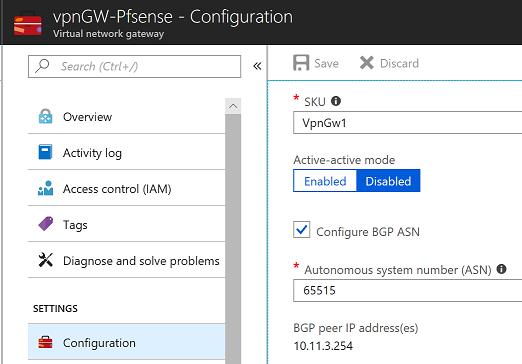 vpnGW-Pfsense - Configuration
Virtual network gateway
Search (Ctrl+/)
«
Overview
Activity log
Access control (IAM)
Tags
Diagnose and solve problems
SETTINGS
Configuration
Save Discard
* SKU
VpnGw1
Active-active mode
Enabled Disabled
Configure BGP ASN
* Autonomous system number (ASN)
65515
BGP peer IP address(es)
10.11.3.254